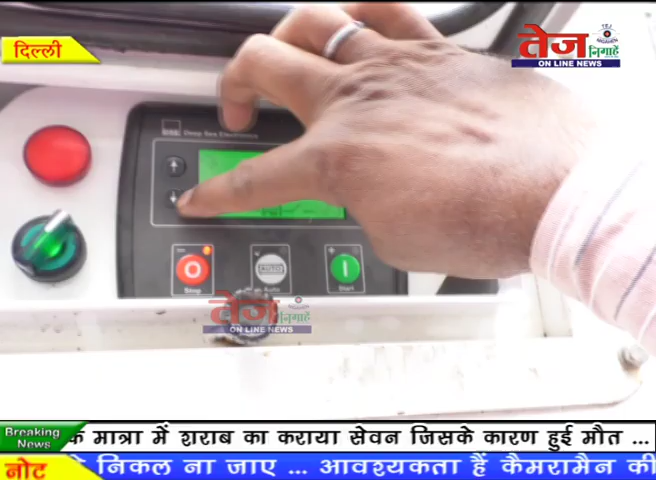 दिल्ली
तेज
निगाहें
ON LINE NEWS
Deep Sea Electronics
AUTO
Stop
Auto
Start
तेज
निगाहें
ON LINE NEWS
Breaking News
मात्रा में शराब का कराया सेवन जिसके कारण हुई मौत ...
नोट
निकल ना जाए ... आवश्यकता हैं कैमरामैन की